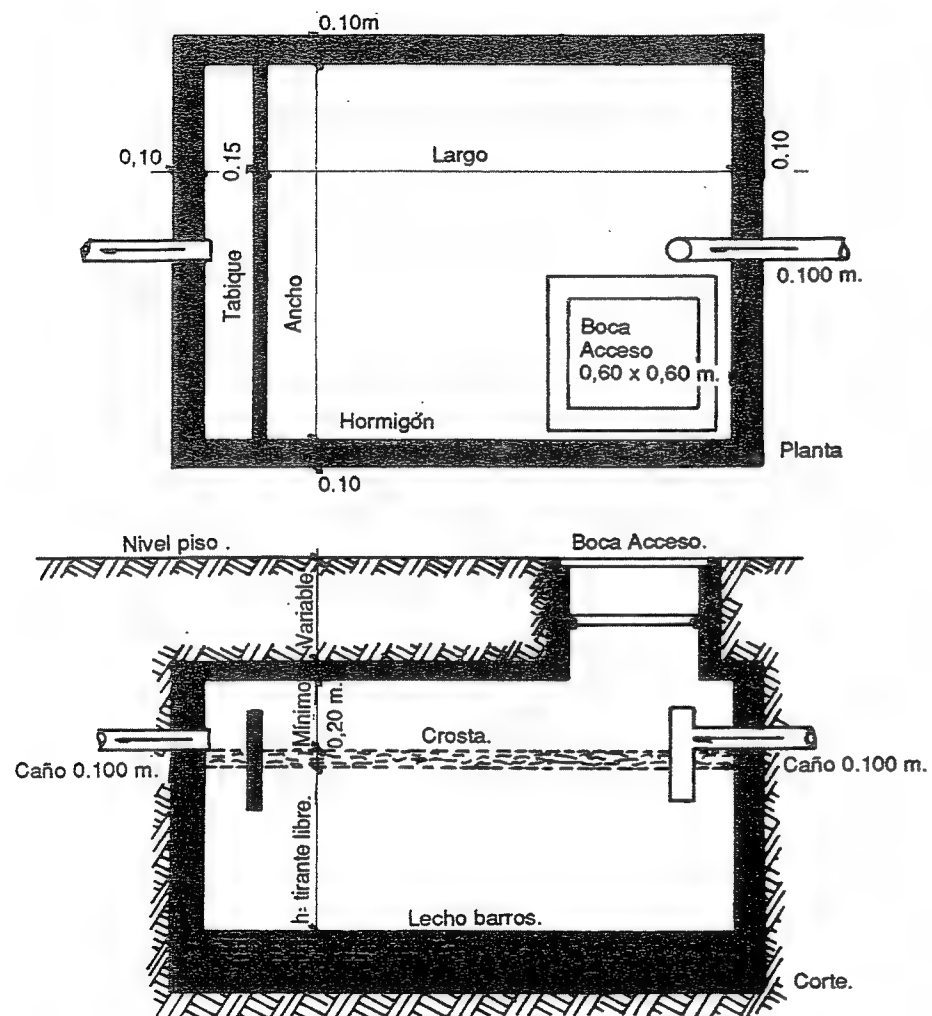 0.10m
0,10
0.15
Largo
0.10
Tabique
Ancho
0.100 m.
Boca
Acceso
0,60 x 0,60 m.
Hormigón
Planta
0.10
Nivel piso .
Boca Acceso.
Variable
Mínimo
0,20 m.
Crosta.
Caño 0.100 m.
Caño 0.100 m.
h= tirante libre.
Lecho barros.
Corte.